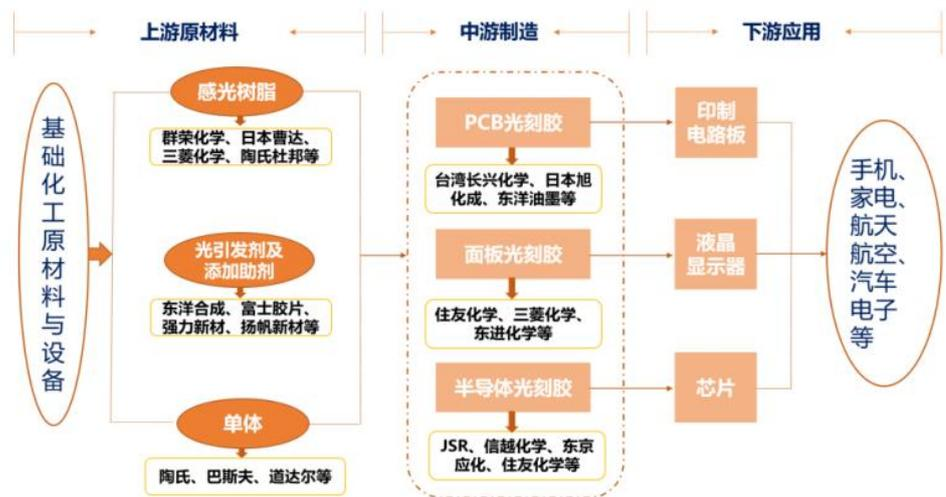 上游原材料
中游制造
下游应用
基础化工原材料与设备
感光树脂
群荣化学、日本曹达、
三菱化学、陶氏杜邦等
光引发剂及
添加助剂
东洋合成、富士胶片、
强力新材、扬帆新材等
单体
陶氏、巴斯夫、道达尔等
PCB光刻胶
台湾长兴化学、日本旭
化成、东洋油墨等
面板光刻胶
住友化学、三菱化学、
东进化学等
半导体光刻胶
JSR、信越化学、东京
应化、住友化学等
印制
电路板
液晶
显示器
芯片
手机、
家电、
航天
航空、
汽车
电子
等